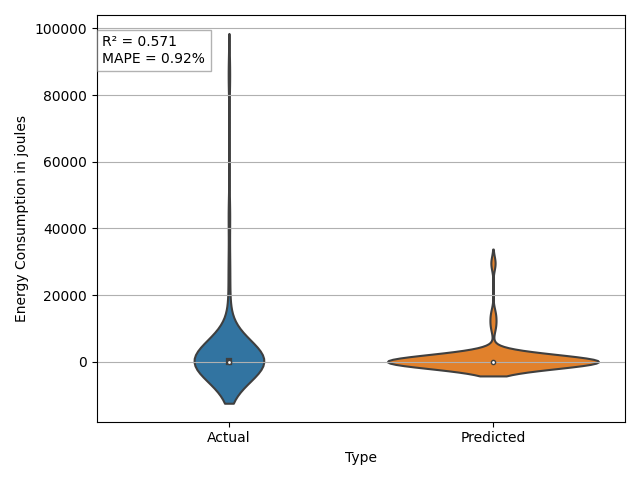 R² = 0.571
MAPE = 0.92%
100000
80000
60000
40000
20000
0
Energy Consumption in joules
Actual
Predicted
Type